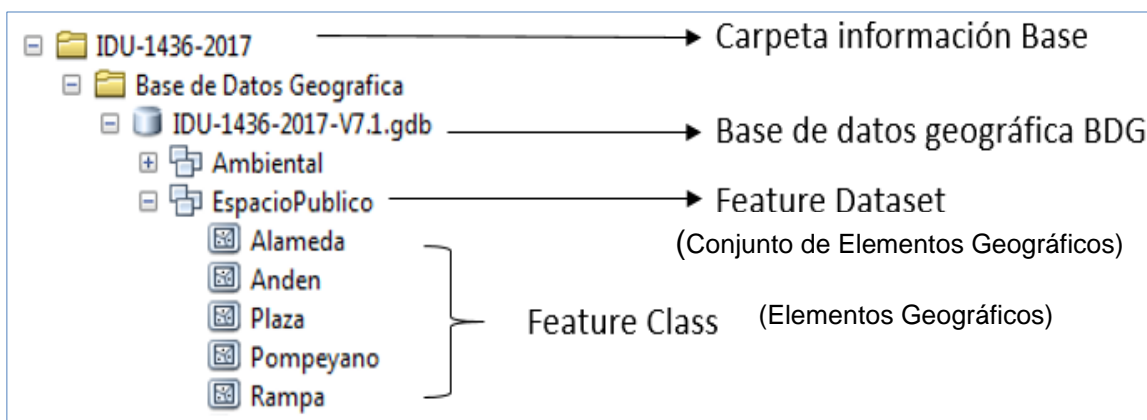 IDU-1436-2017 Carpeta información Base
Base de Datos Geografica
IDU-1436-2017-V7.1.gdb Base de datos geográfica BDG
Ambiental
EspacioPublico Feature Dataset
Alameda (Conjunto de Elementos Geográficos)
Anden
Plaza Feature Class (Elementos Geográficos)
Pompeyano
Rampa